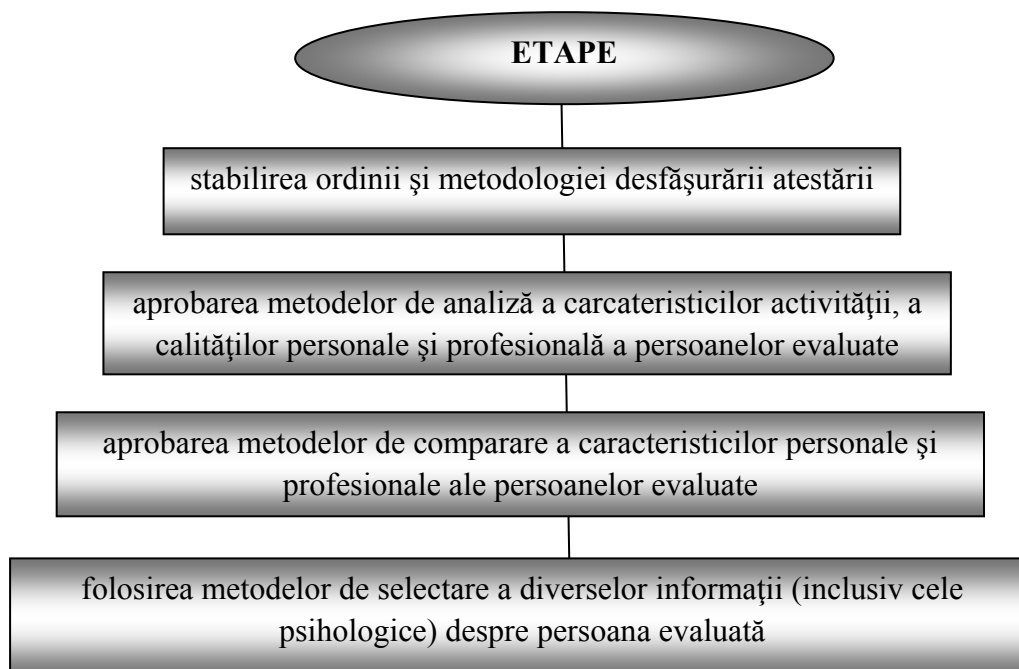 ETAPE
stabilirea ordinii şi metodologiei desfăşurării atestării
aprobarea metodelor de analiză a carcateristicilor activităţii, a
calităţilor personale şi profesională a persoanelor evaluate
aprobarea metodelor de comparare a caracteristicilor personale şi
profesionale ale persoanelor evaluate
folosirea metodelor de selectare a diverselor informaţii (inclusiv cele
psihologice) despre persoana evaluată